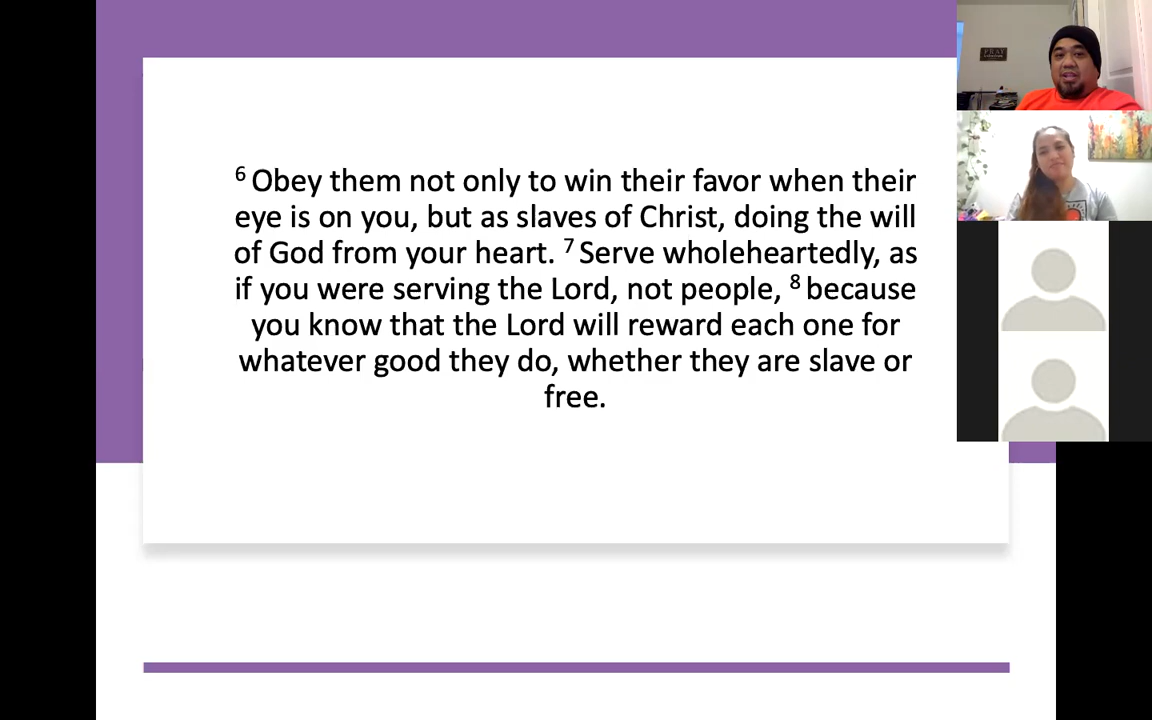 ⁶ Obey them not only to win their favor when their
eye is on you, but as slaves of Christ, doing the will
of God from your heart. ⁷ Serve wholeheartedly, as
if you were serving the Lord, not people, ⁸ because
you know that the Lord will reward each one for
whatever good they do, whether they are slave or
free.
PRAY